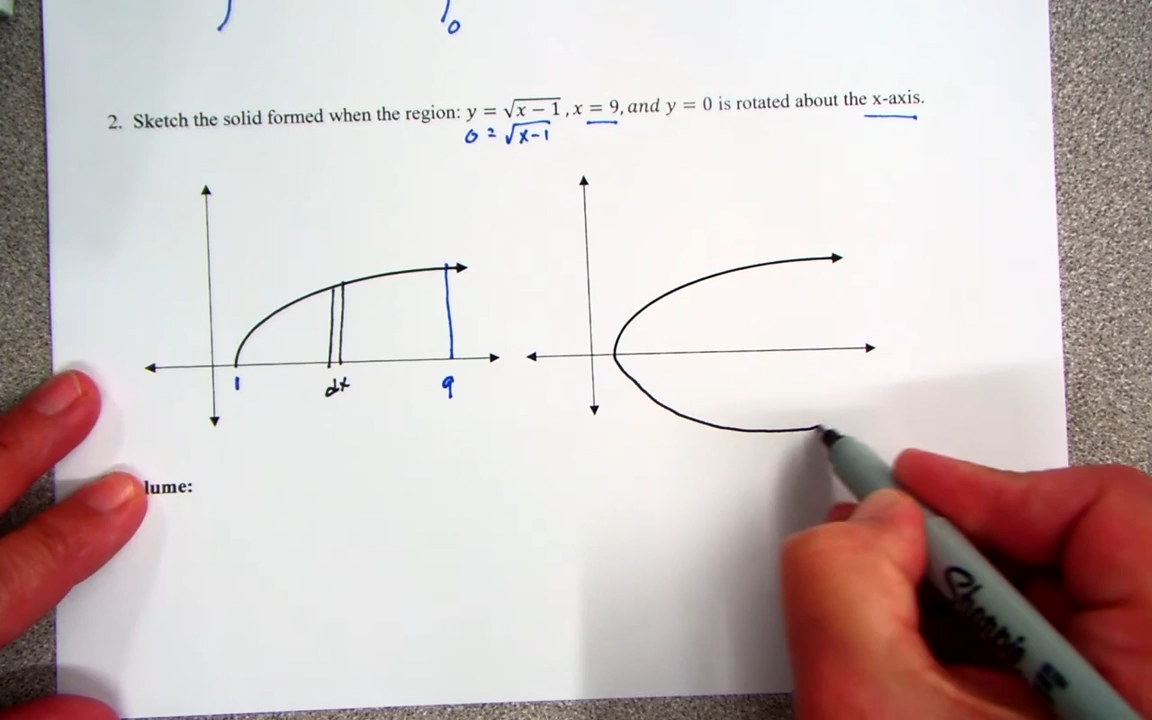 2. Sketch the solid formed when the region: y = √x − 1, x = 9, and y = 0 is rotated about the x-axis.
0 = √x-1
1 dx 9
lume:
Sharpie